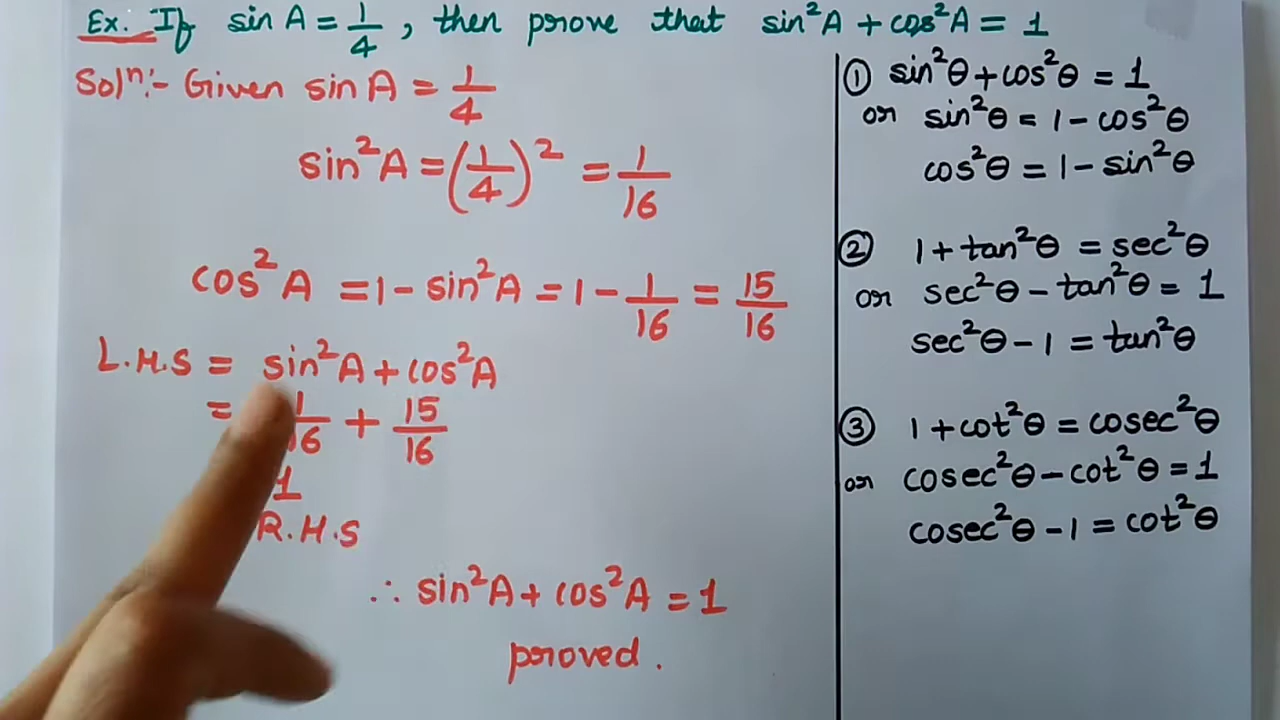 Ex. If sin A = 1/4, then prove that sin²A + cos²A = 1
Solⁿ:- Given sin A = 1/4
sin²A = (1/4)² = 1/16
cos²A = 1 - sin²A = 1 - 1/16 = 15/16
L.H.S = sin²A + cos²A
= 1/16 + 15/16
1
R.H.S
∴ sin²A + cos²A = 1
proved.
① sin²θ + cos²θ = 1
or sin²θ = 1 - cos²θ
cos²θ = 1 - sin²θ
② 1 + tan²θ = sec²θ
or sec²θ - tan²θ = 1
sec²θ - 1 = tan²θ
③ 1 + cot²θ = cosec²θ
or cosec²θ - cot²θ = 1
cosec²θ - 1 = cot²θ